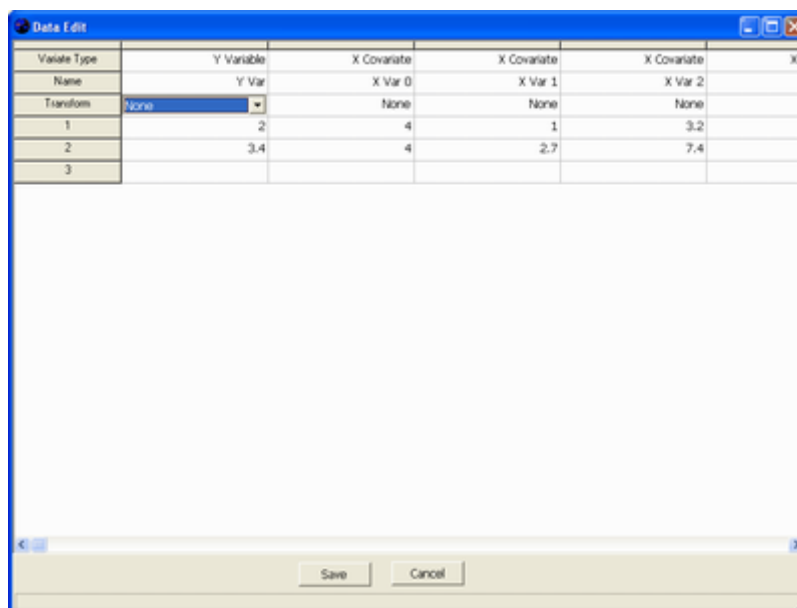 Data Edit
Variate Type Y Variable X Covariate X Covariate X Covariate X
Name Y Var X Var 0 X Var 1 X Var 2
Transform None None None None
1 2 4 1 3.2
2 3.4 4 2.7 7.4
3
Save Cancel